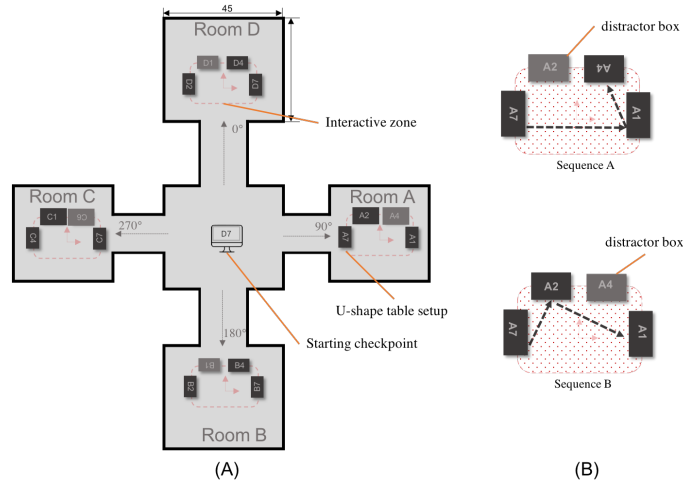 45
Room D
D1
D4
D2
D7
Interactive zone
0°
Room C
C1
C6
C4
C7
270°
D7
90°
Room A
A2
A4
A7
A1
U-shape table setup
Starting checkpoint
180°
B1
B4
B2
B7
Room B
(A)
distractor box
A2
A4
A7
A1
Sequence A
distractor box
A2
A4
A7
A1
Sequence B
(B)